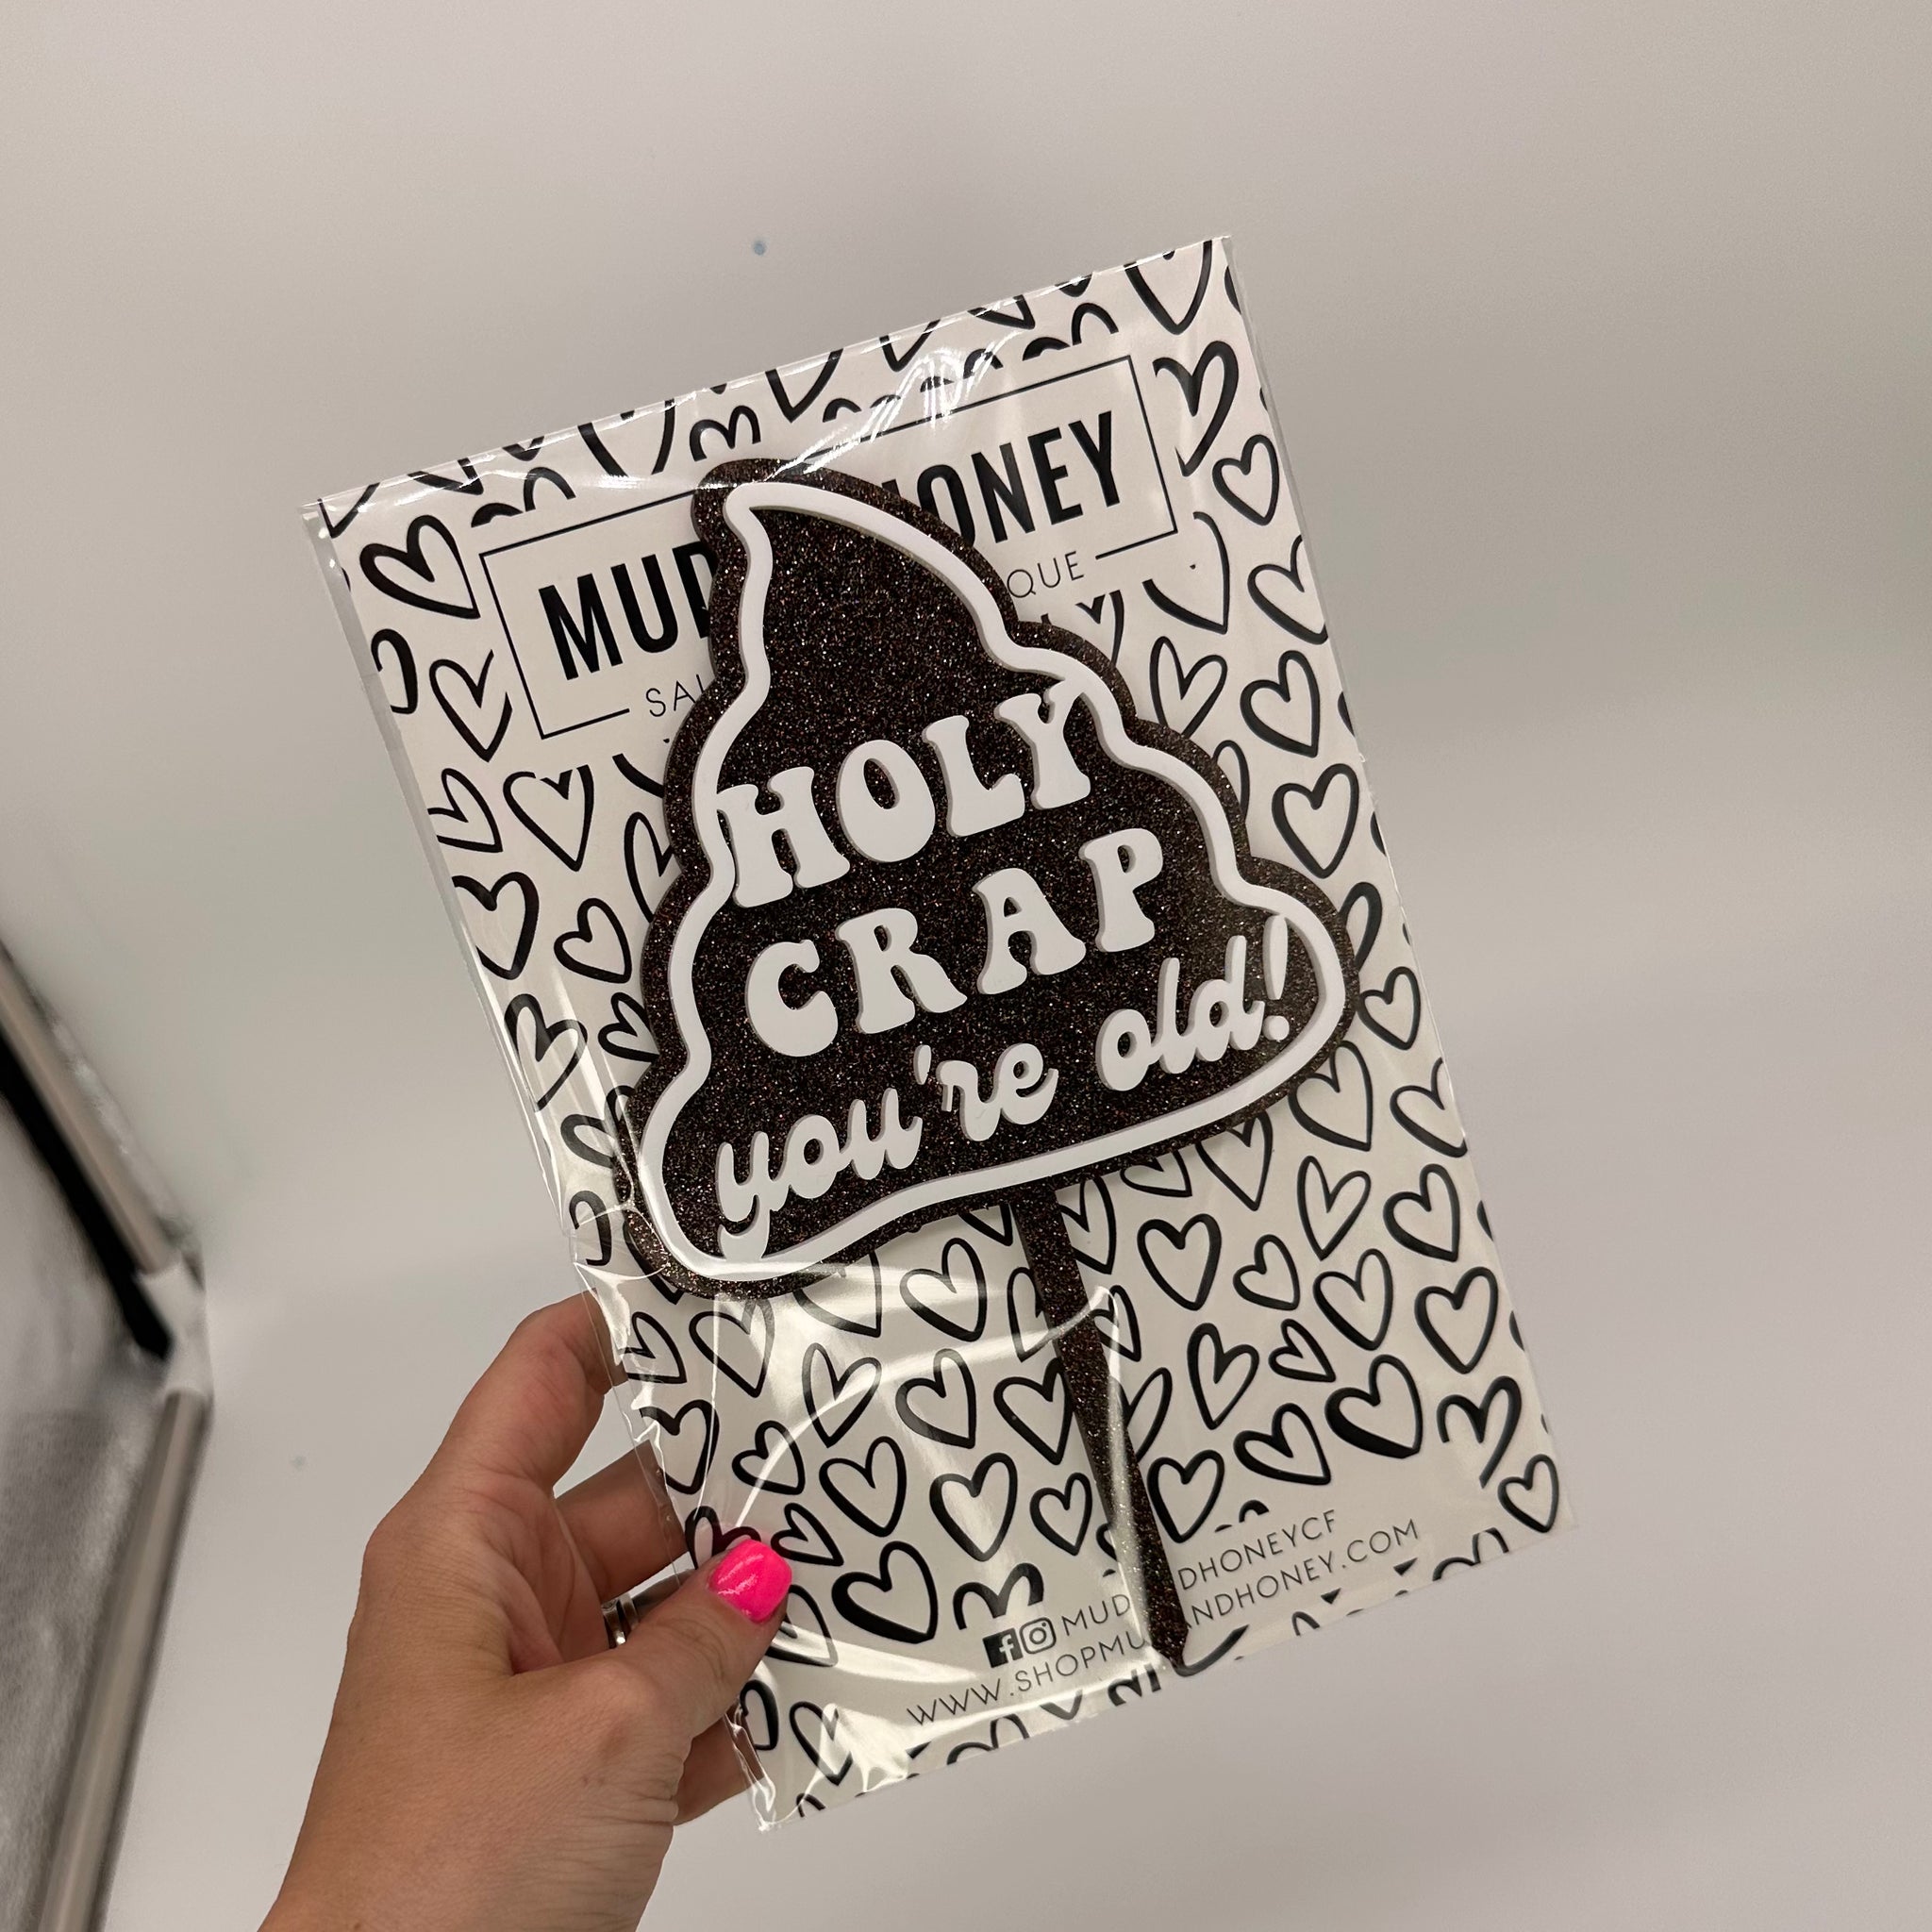 MUD HONEY
SAL QUE
HOLY
CRAP
you're old!
MUD DHONEYCF
WWW.SHOPMU NDHONEY.COM